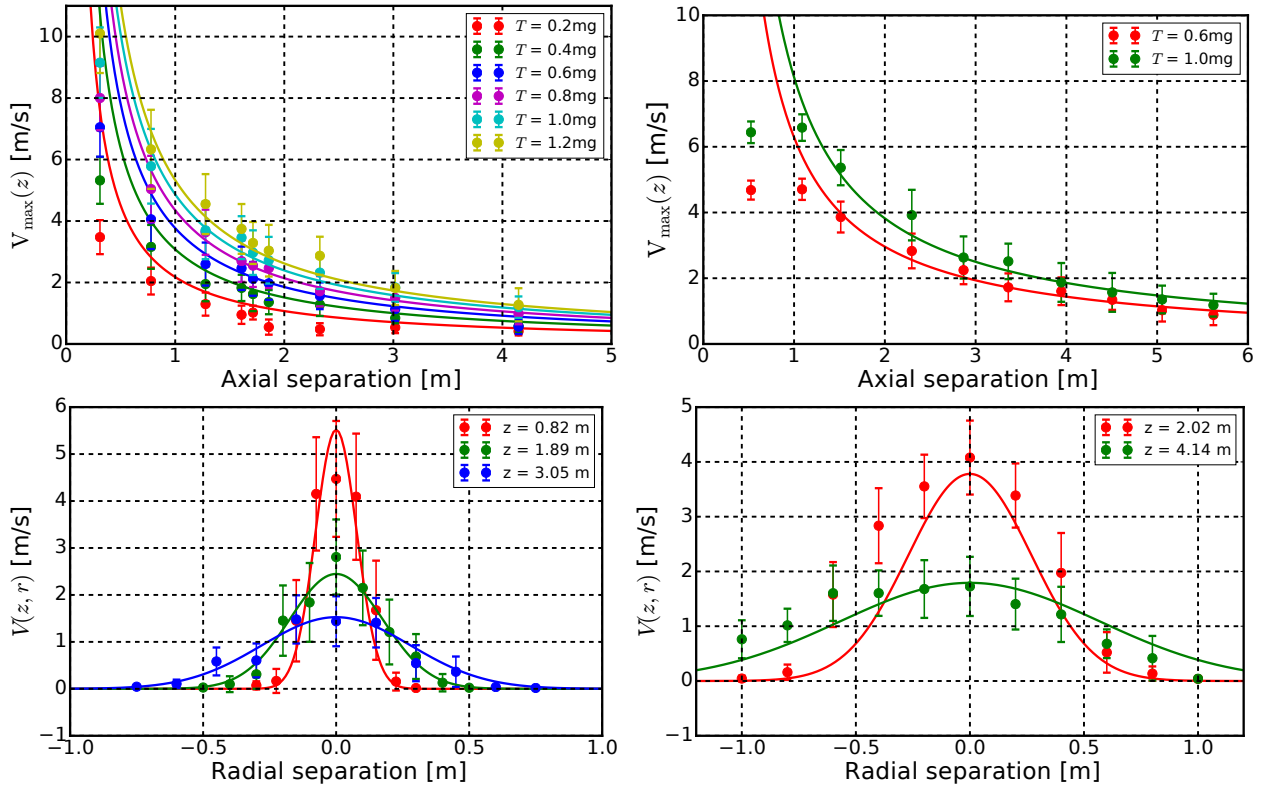 V_max(z) [m/s]
10
8
6
4
2
0
0 1 2 3 4 5
Axial separation [m]
T = 0.2mg
T = 0.4mg
T = 0.6mg
T = 0.8mg
T = 1.0mg
T = 1.2mg
V_max(z) [m/s]
10
8
6
4
2
0
0 1 2 3 4 5 6
Axial separation [m]
T = 0.6mg
T = 1.0mg
V(z, r) [m/s]
6
5
4
3
2
1
0
−1
−1.0 −0.5 0.0 0.5 1.0
Radial separation [m]
z = 0.82 m
z = 1.89 m
z = 3.05 m
V(z, r) [m/s]
5
4
3
2
1
0
−1
−1.0 −0.5 0.0 0.5 1.0
Radial separation [m]
z = 2.02 m
z = 4.14 m